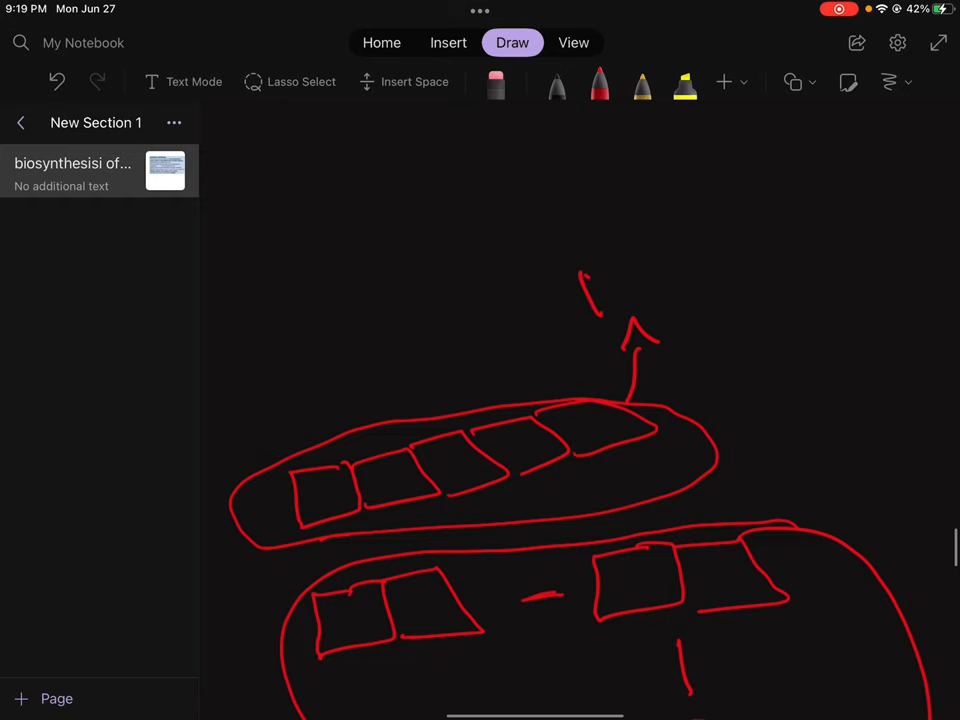 9:19 PM Mon Jun 27 42%
My Notebook Home Insert Draw View
Text Mode Lasso Select Insert Space
New Section 1
biosynthesisi of...
No additional text
Page